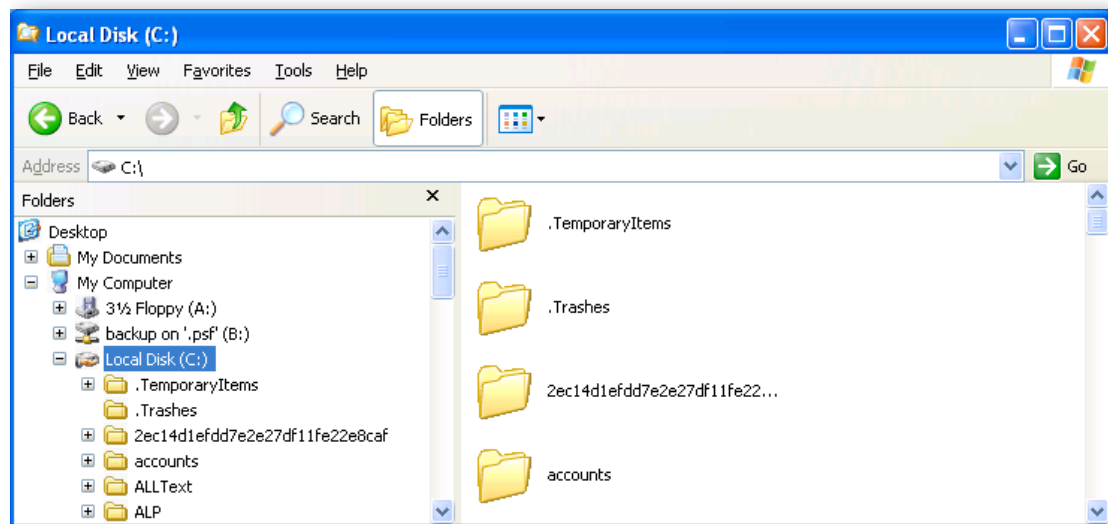 Local Disk (C:)
File Edit View Favorites Tools Help
Back Search Folders
Address C:\ Go
Folders
Desktop
My Documents
My Computer
3½ Floppy (A:)
backup on '.psf' (B:)
Local Disk (C:)
.TemporaryItems
.Trashes
2ec14d1efdd7e2e27df11fe22e8caf
accounts
ALLText
ALP
.TemporaryItems
.Trashes
2ec14d1efdd7e2e27df11fe22...
accounts